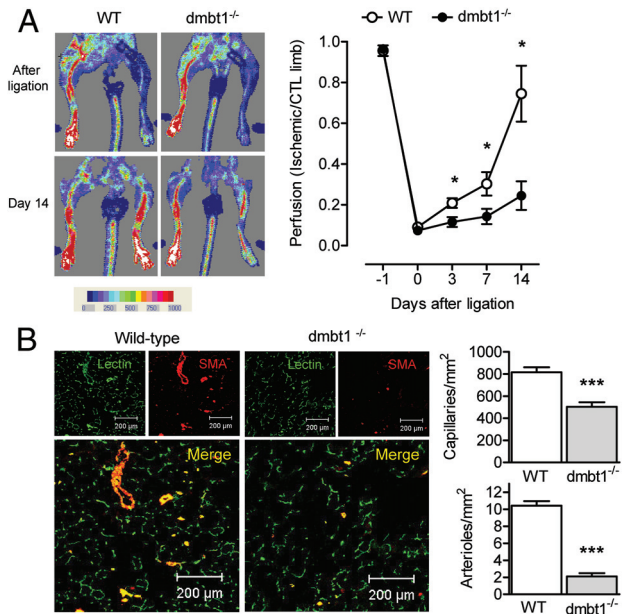 A
WT
dmbt1-/-
After
ligation
Day 14
0 250 500 750 1000
WT
dmbt1-/-
Perfusion (Ischemic/CTL limb)
1.0
0.8
0.6
0.4
0.2
0.0
*
*
*
-1 0 3 7 14
Days after ligation
B
Wild-type
dmbt1 -/-
Lectin
SMA
Lectin
SMA
200 µm
200 µm
200 µm
200 µm
Merge
Merge
200 µm
200 µm
Capillaries/mm2
1000
800
600
400
200
0
***
WT
dmbt1-/-
Arterioles/mm2
12
10
8
6
4
2
0
***
WT
dmbt1-/-